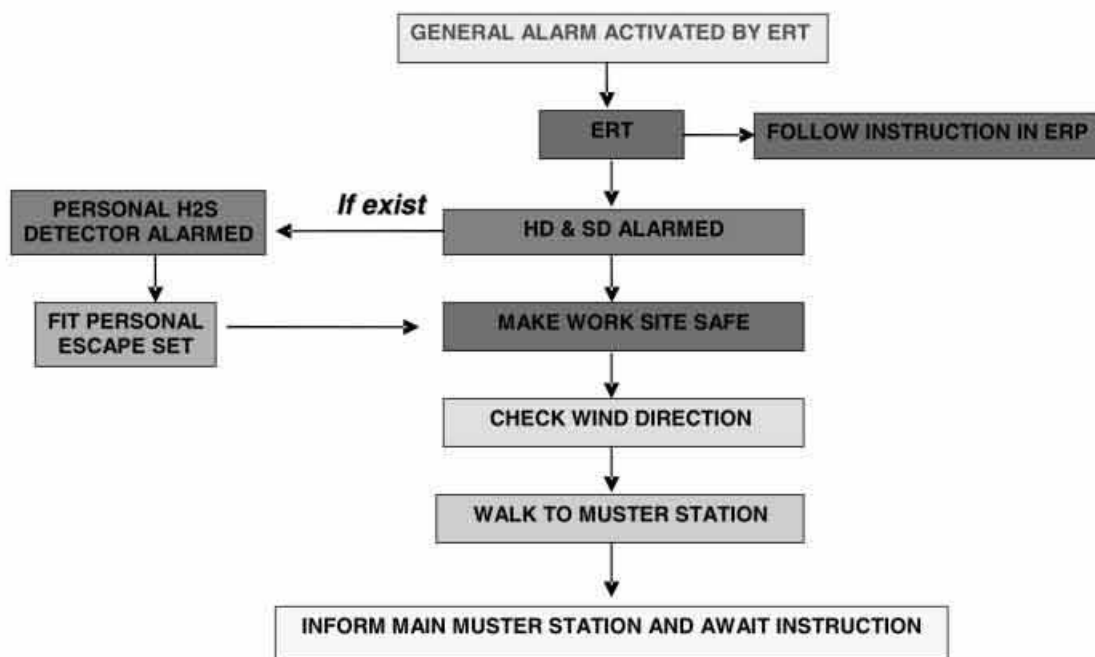 GENERAL ALARM ACTIVATED BY ERT
ERT
FOLLOW INSTRUCTION IN ERP
If exist
PERSONAL H2S
DETECTOR ALARMED
HD & SD ALARMED
FIT PERSONAL
ESCAPE SET
MAKE WORK SITE SAFE
CHECK WIND DIRECTION
WALK TO MUSTER STATION
INFORM MAIN MUSTER STATION AND AWAIT INSTRUCTION